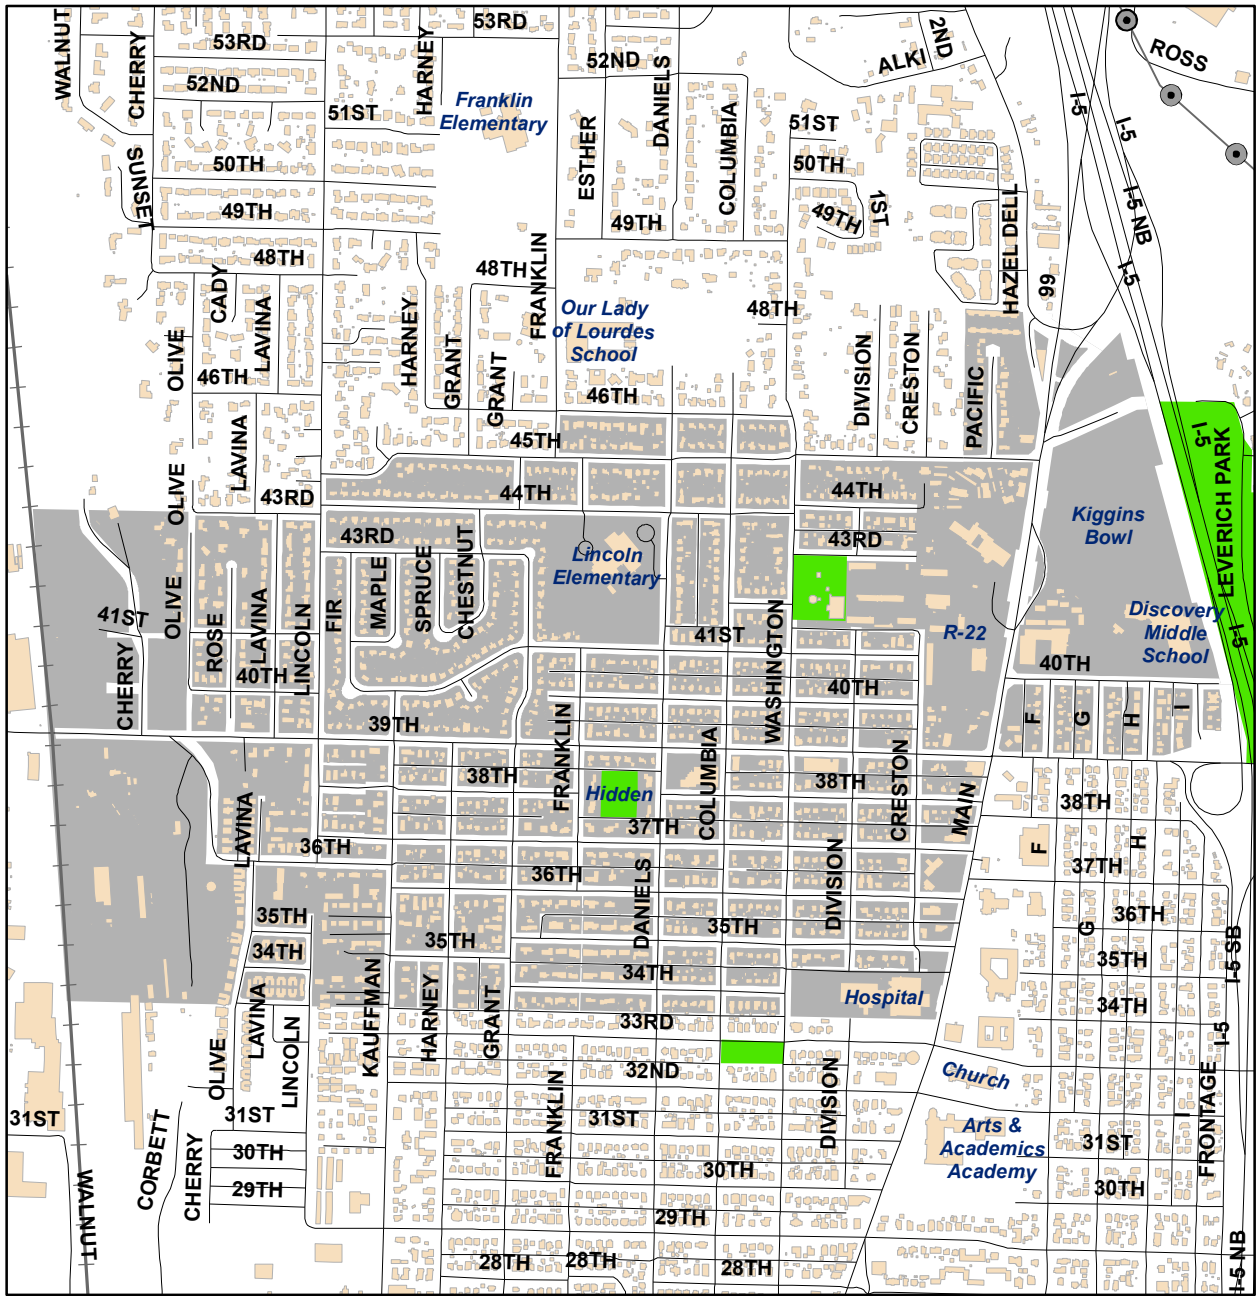 53RD
WALNUT
CHERRY
53RD
HARNEY
52ND
DANIELS
2ND
ALKI
ROSS
52ND
Franklin
Elementary
51ST
ESTHER
COLUMBIA
51ST
I-5
I-5
SUNSET
50TH
50TH
49TH
49TH
49TH
1ST
HAZEL DELL
I-5 NB
48TH
FRANKLIN
48TH
I-5
99
CADY
LAVINA
HARNEY
Our Lady
of Lourdes
School
48TH
OLIVE
GRANT
GRANT
DIVISION
CRESTON
PACIFIC
46TH
46TH
LAVINA
45TH
I-5
LEVERICH PARK
OLIVE
43RD
44TH
44TH
Kiggins
Bowl
43RD
43RD
Lincoln
Elementary
OLIVE
ROSE
LAVINA
LINCOLN
FIR
MAPLE
SPRUCE
CHESTNUT
WASHINGTON
41ST
41ST
R-22
Discovery
Middle
School
I-5
CHERRY
40TH
40TH
40TH
39TH
FRANKLIN
COLUMBIA
CRESTON
F
G
H
I
38TH
38TH
MAIN
38TH
Hidden
37TH
LAVINA
36TH
36TH
DANIELS
DIVISION
F
H
37TH
35TH
35TH
35TH
G
36TH
34TH
34TH
35TH
I-5 SB
KAUFFMAN
HARNEY
GRANT
Hospital
34TH
LAVINA
LINCOLN
33RD
I-5
OLIVE
32ND
DIVISION
Church
FRONTAGE
31ST
CORBETT
CHERRY
31ST
FRANKLIN
31ST
Arts &
Academics
Academy
I
31ST
30TH
30TH
30TH
WALNUT
29TH
29TH
28TH
28TH
28TH
I-5 NB